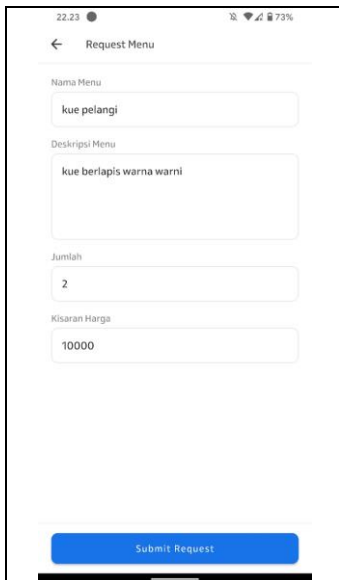 22.23
73%
Request Menu
Nama Menu
kue pelangi
Deskripsi Menu
kue berlapis warna warni
Jumlah
2
Kisaran Harga
10000
Submit Request